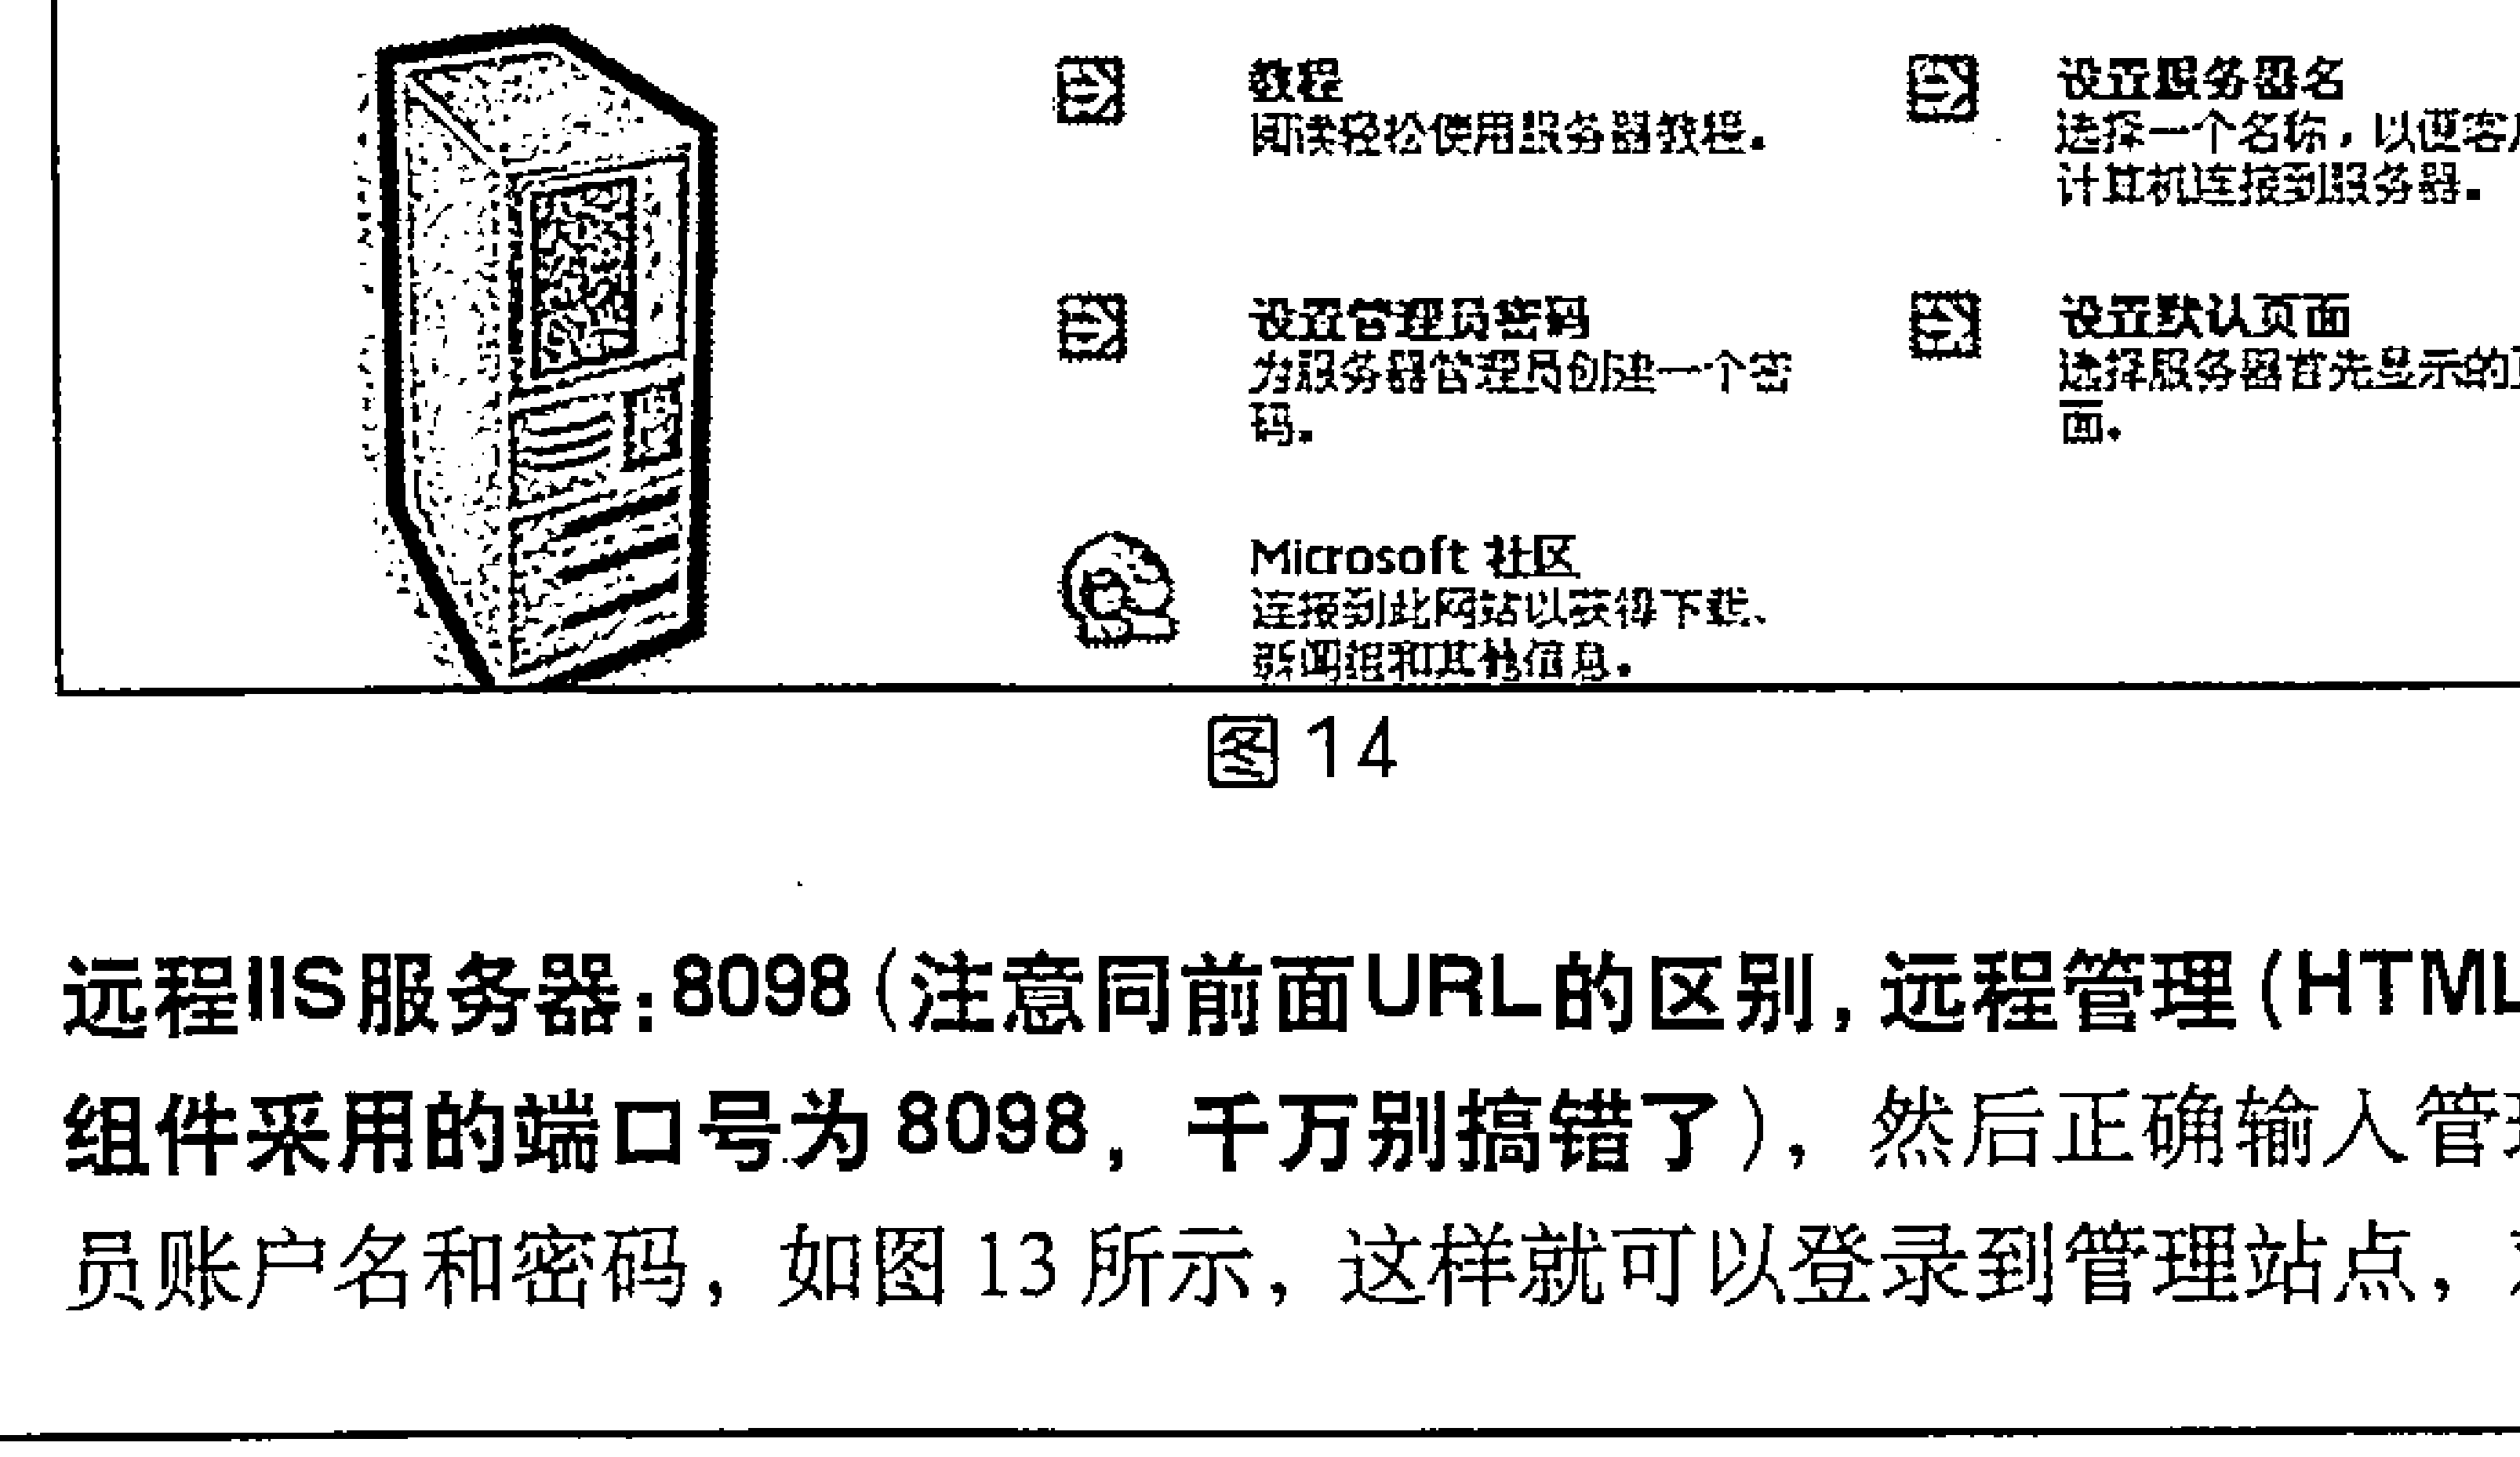 教程
阅读轻松使用服务器教程。
设置服务器名
选择一个名称，以便客户
计算机连接到服务器。
设置管理员密码
为服务器管理员创建一个密
码。
设置默认页面
选择服务器首先显示的页
面。
Microsoft 社区
连接到此网站以获得下载、
新闻组和其他信息。
图 14
远程IIS服务器:8098(注意同前面URL的区别,远程管理(HTML
组件采用的端口号为 8098，千万别搞错了)，然后正确输入管理
员账户名和密码，如图 13 所示，这样就可以登录到管理站点，